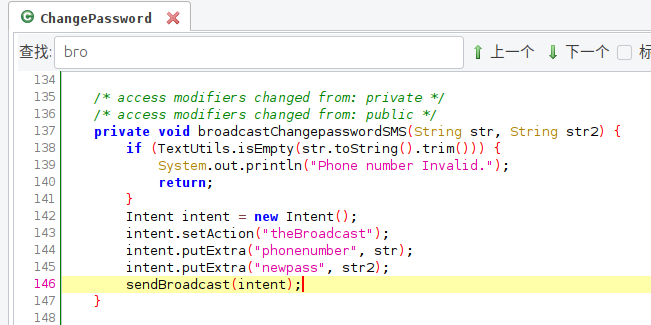 ChangePassword
查找: bro 上一个 下一个
134
135 /* access modifiers changed from: private */
136 /* access modifiers changed from: public */
137 private void broadcastChangepasswordSMS(String str, String str2) {
138 if (TextUtils.isEmpty(str.toString().trim())) {
139 System.out.println("Phone number Invalid.");
140 return;
141 }
142 Intent intent = new Intent();
143 intent.setAction("theBroadcast");
144 intent.putExtra("phonenumber", str);
145 intent.putExtra("newpass", str2);
146 sendBroadcast(intent);
147 }
148